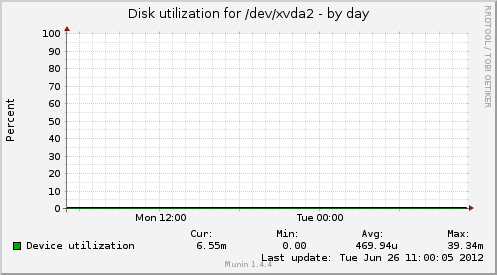 Disk utilization for /dev/xvda2 - by day
RRDTOOL / TOBI OETIKER
Percent
100
90
80
70
60
50
40
30
20
10
0
Mon 12:00 Tue 00:00
Cur: Min: Avg: Max:
Device utilization 6.55m 0.00 469.94u 39.34m
Last update: Tue Jun 26 11:00:05 2012
Munin 1.4.4